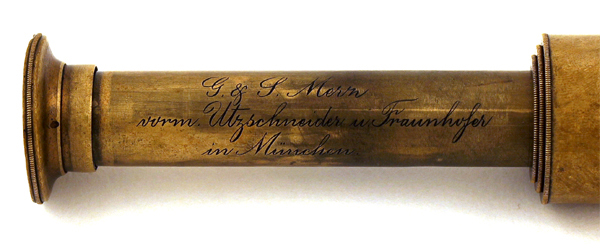 G. & S. Merz
vorm. Utzschneider u. Fraunhofer
in München.